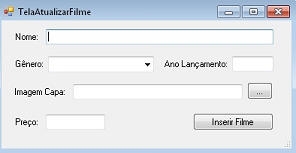 TelaAtualizarFilme
Nome:
Gênero: Ano Lançamento:
Imagem Capa: ...
Preço: Inserir Filme